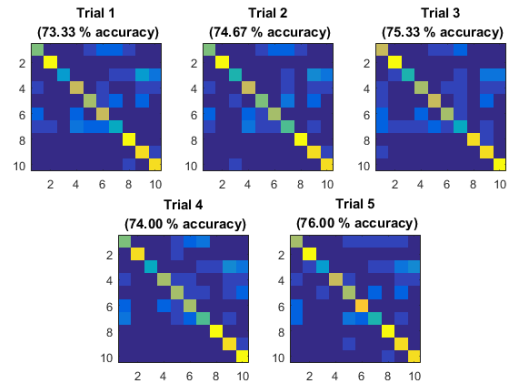 Trial 1
(73.33 % accuracy)
Trial 2
(74.67 % accuracy)
Trial 3
(75.33 % accuracy)
2
4
6
8
10
2 4 6 8 10
2
4
6
8
10
2 4 6 8 10
2
4
6
8
10
2 4 6 8 10
Trial 4
(74.00 % accuracy)
Trial 5
(76.00 % accuracy)
2
4
6
8
10
2 4 6 8 10
2
4
6
8
10
2 4 6 8 10